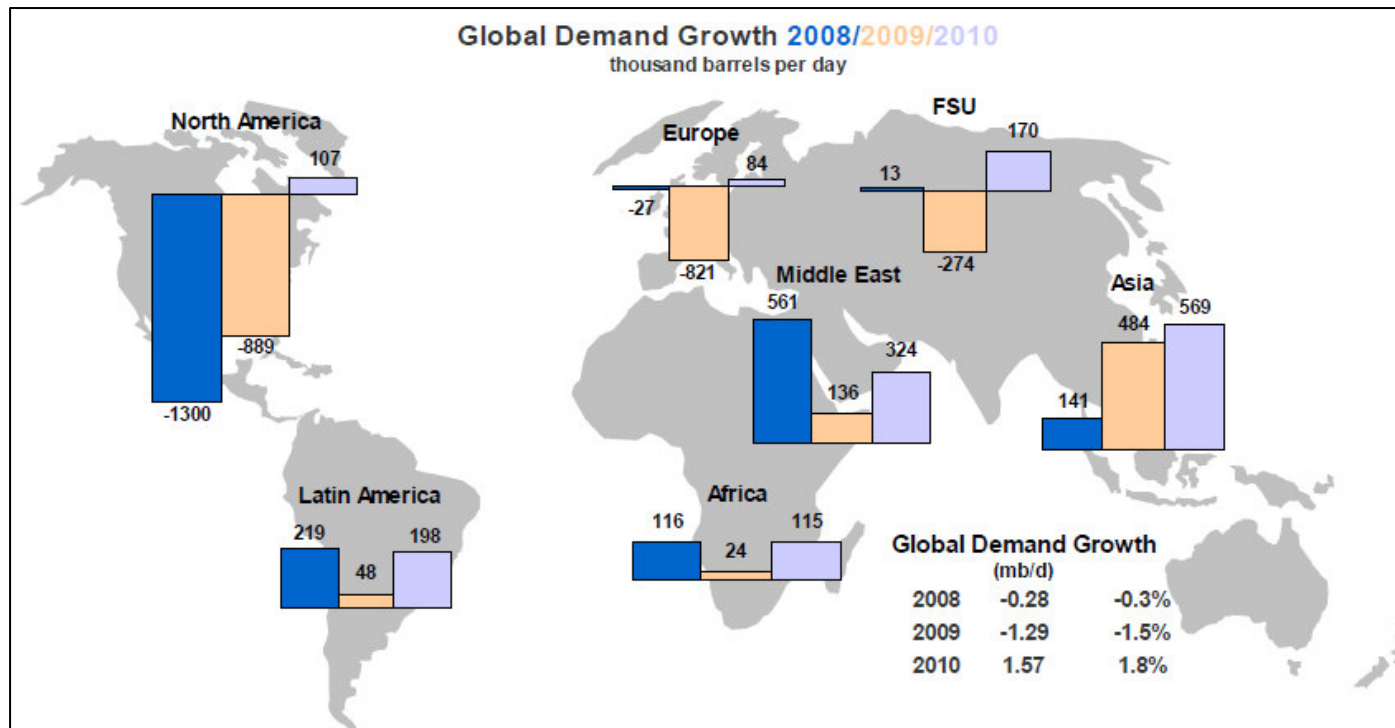 Global Demand Growth 2008/2009/2010
thousand barrels per day
North America
107
-889
-1300
Europe
84
-27
-821
FSU
170
13
-274
Middle East
561
136
324
Asia
569
484
141
Latin America
219
48
198
Africa
116
24
115
Global Demand Growth
(mb/d)
2008 -0.28 -0.3%
2009 -1.29 -1.5%
2010 1.57 1.8%